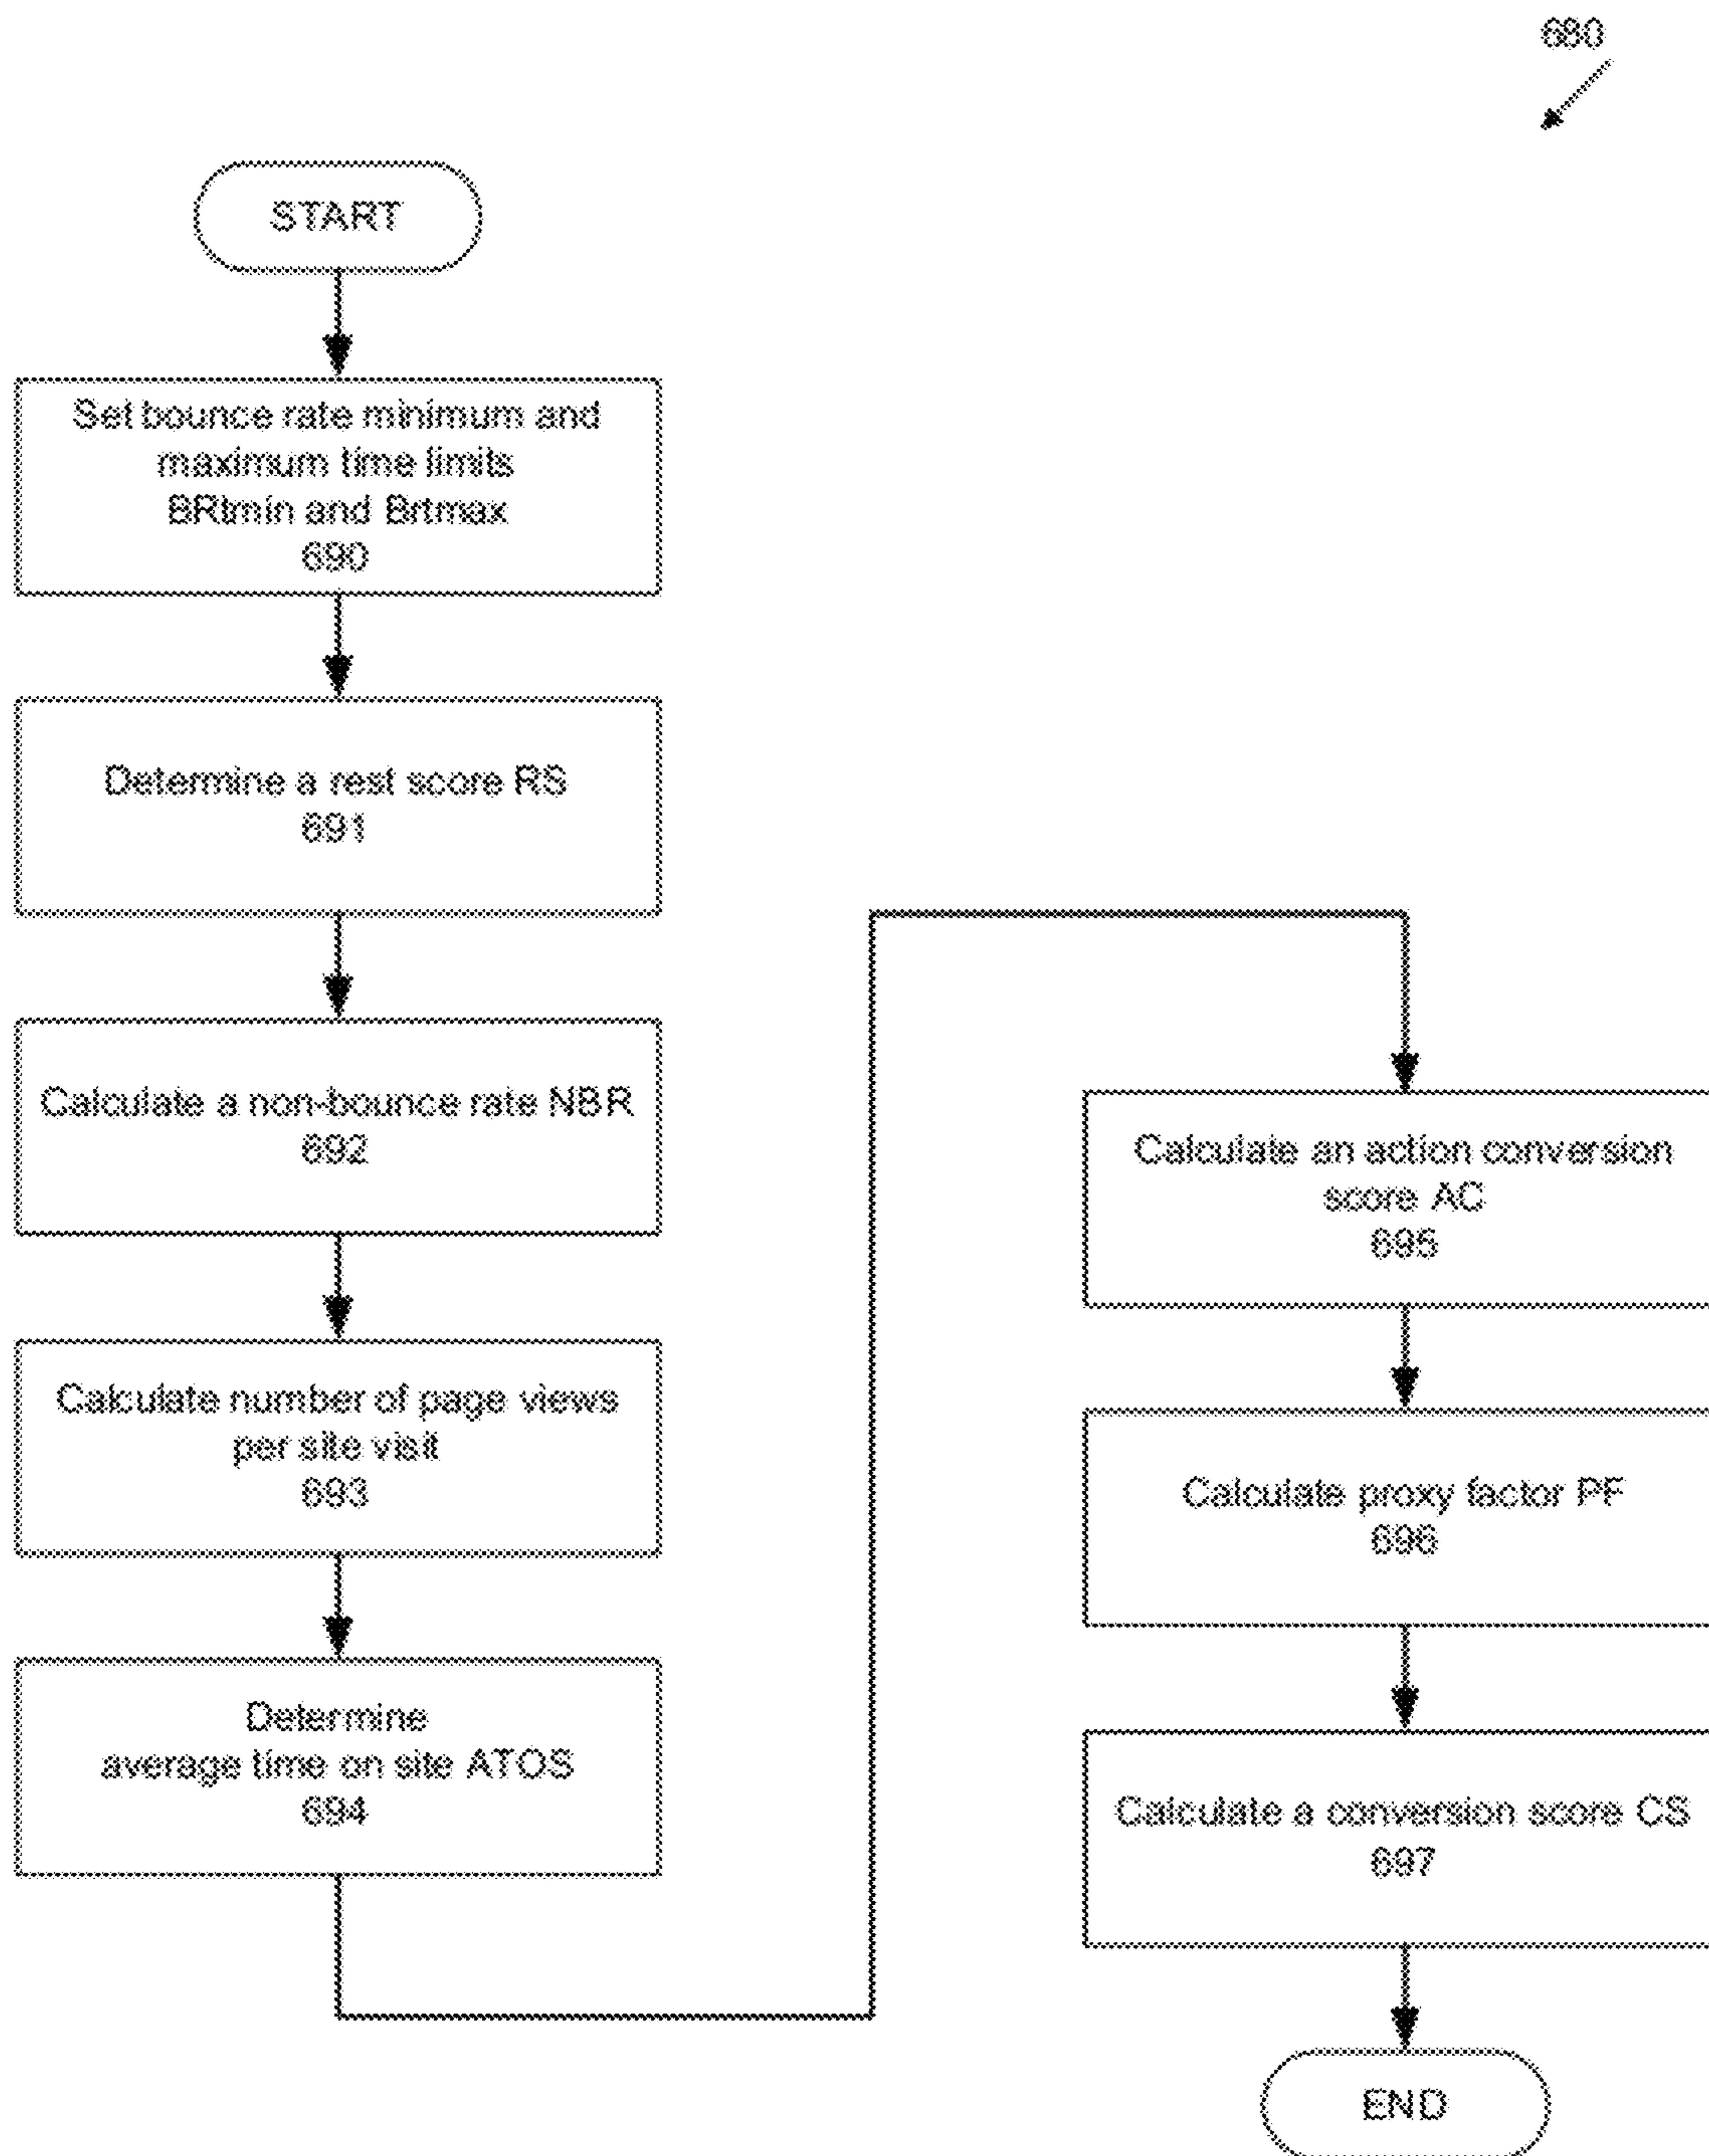 680
START
Set bounce rate minimum and
maximum time limits
BRtmin and Brtmax
690
Determine a rest score RS
691
Calculate a non-bounce rate NBR
692
Calculate number of page views
per site visit
693
Determine
average time on site ATOS
694
Calculate an action conversion
score AC
695
Calculate proxy factor PF
696
Calculate a conversion score CS
697
END